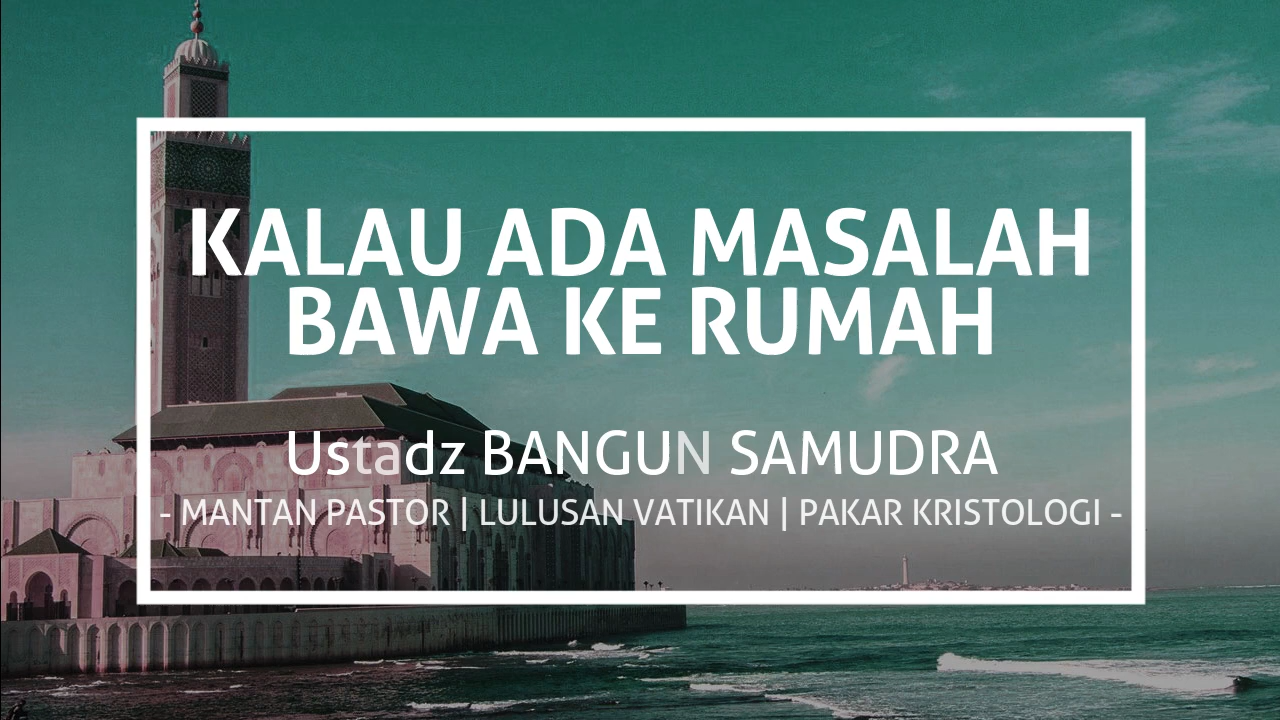 KALAU ADA MASALAH
BAWA KE RUMAH
Ustadz BANGUN SAMUDRA
- MANTAN PASTOR | LULUSAN VATIKAN | PAKAR KRISTOLOGI -